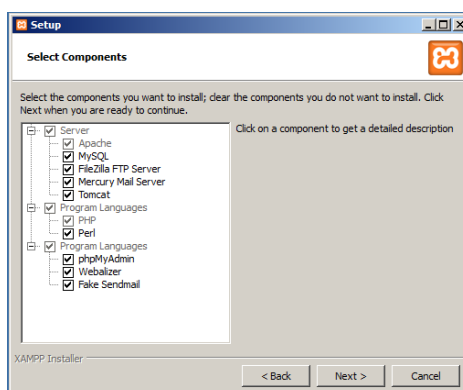 Setup
Select Components
Select the components you want to install; clear the components you do not want to install. Click
Next when you are ready to continue.
Server
Apache
MySQL
FileZilla FTP Server
Mercury Mail Server
Tomcat
Program Languages
PHP
Perl
Program Languages
phpMyAdmin
Webalizer
Fake Sendmail
Click on a component to get a detailed description
XAMPP Installer
< Back
Next >
Cancel